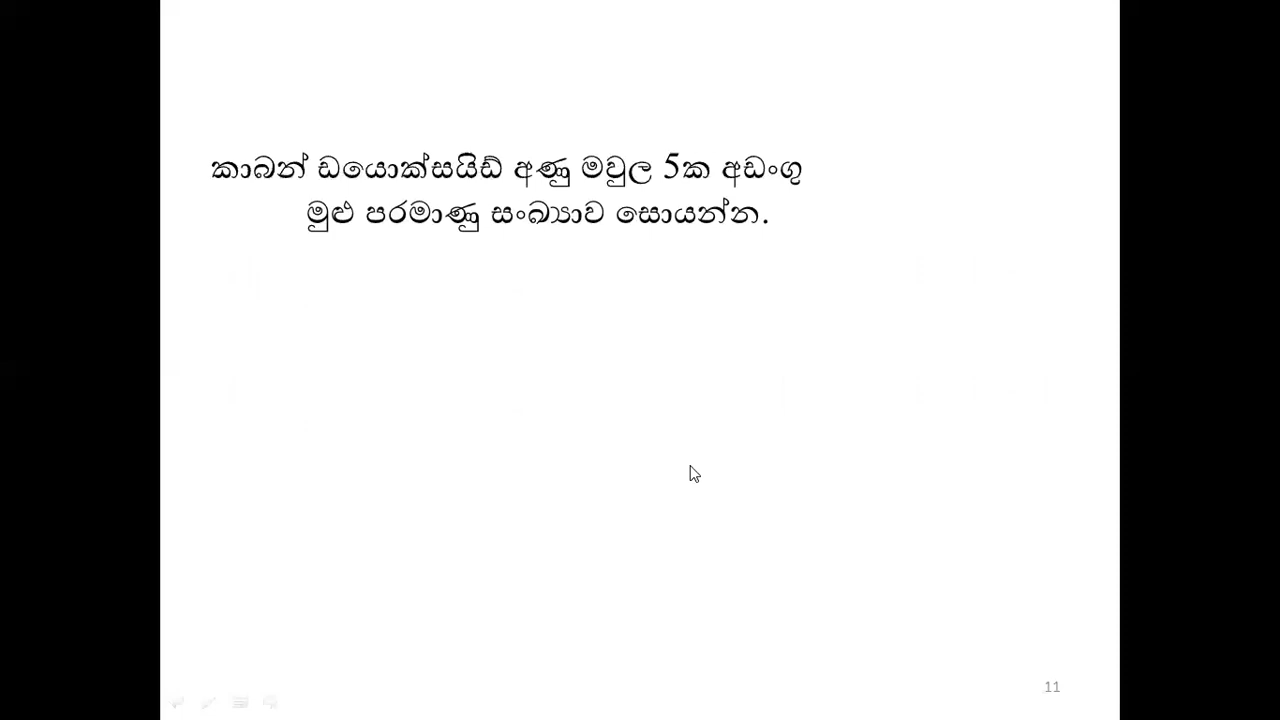 කාබන් ඩයොක්සයිඩ් අණු මවුල 5ක අඩංගු
මුළු පරමාණු සංඛ්‍යාව සොයන්න.
11